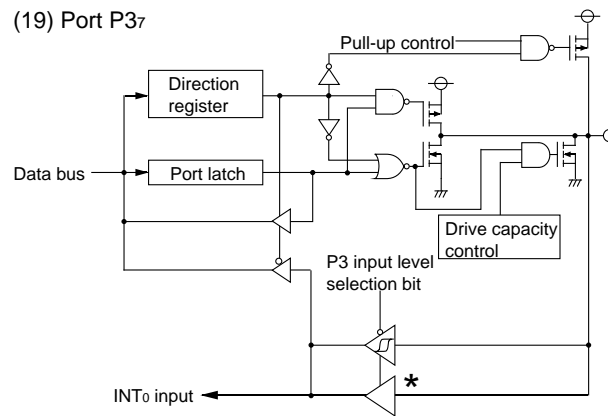 (19) Port P37
Pull-up control
Direction
register
Data bus
Port latch
Drive capacity
control
P3 input level
selection bit
*
INT0 input